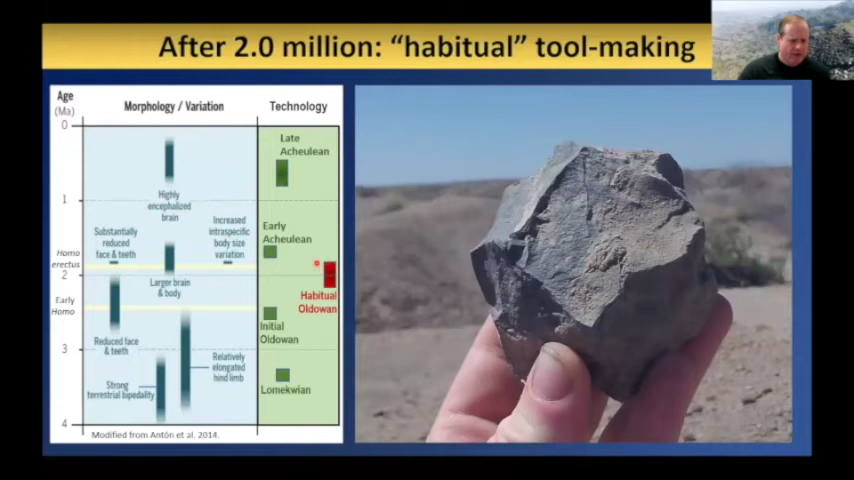 After 2.0 million: “habitual” tool-making
Age
(Ma)
Morphology / Variation
Technology
0
Late
Acheulean
Highly
encephalized
brain
1
Substantially
reduced
face & teeth
Increased
intraspecific
body size
variation
Early
Acheulean
Homo
erectus
2
Larger brain
& body
Habitual
Oldowan
Early
Homo
Initial
Oldowan
Reduced face
& teeth
3
Relatively
elongated
hind limb
Strong
terrestrial bipedality
Lomekwian
4
Modified from Antón et al. 2014.